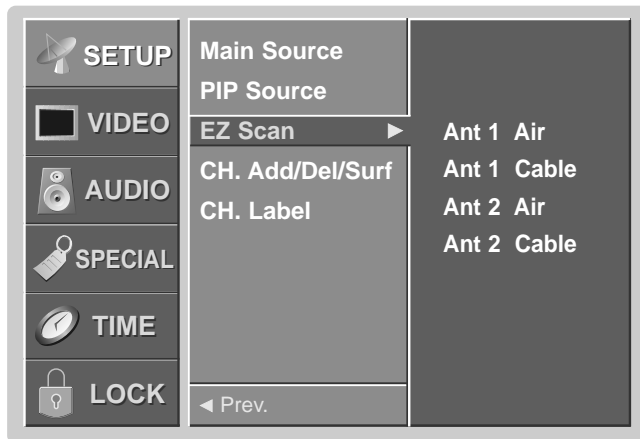 SETUP
VIDEO
AUDIO
SPECIAL
TIME
LOCK
Main Source
PIP Source
EZ Scan ►
CH. Add/Del/Surf
CH. Label
◄ Prev.
Ant 1 Air
Ant 1 Cable
Ant 2 Air
Ant 2 Cable